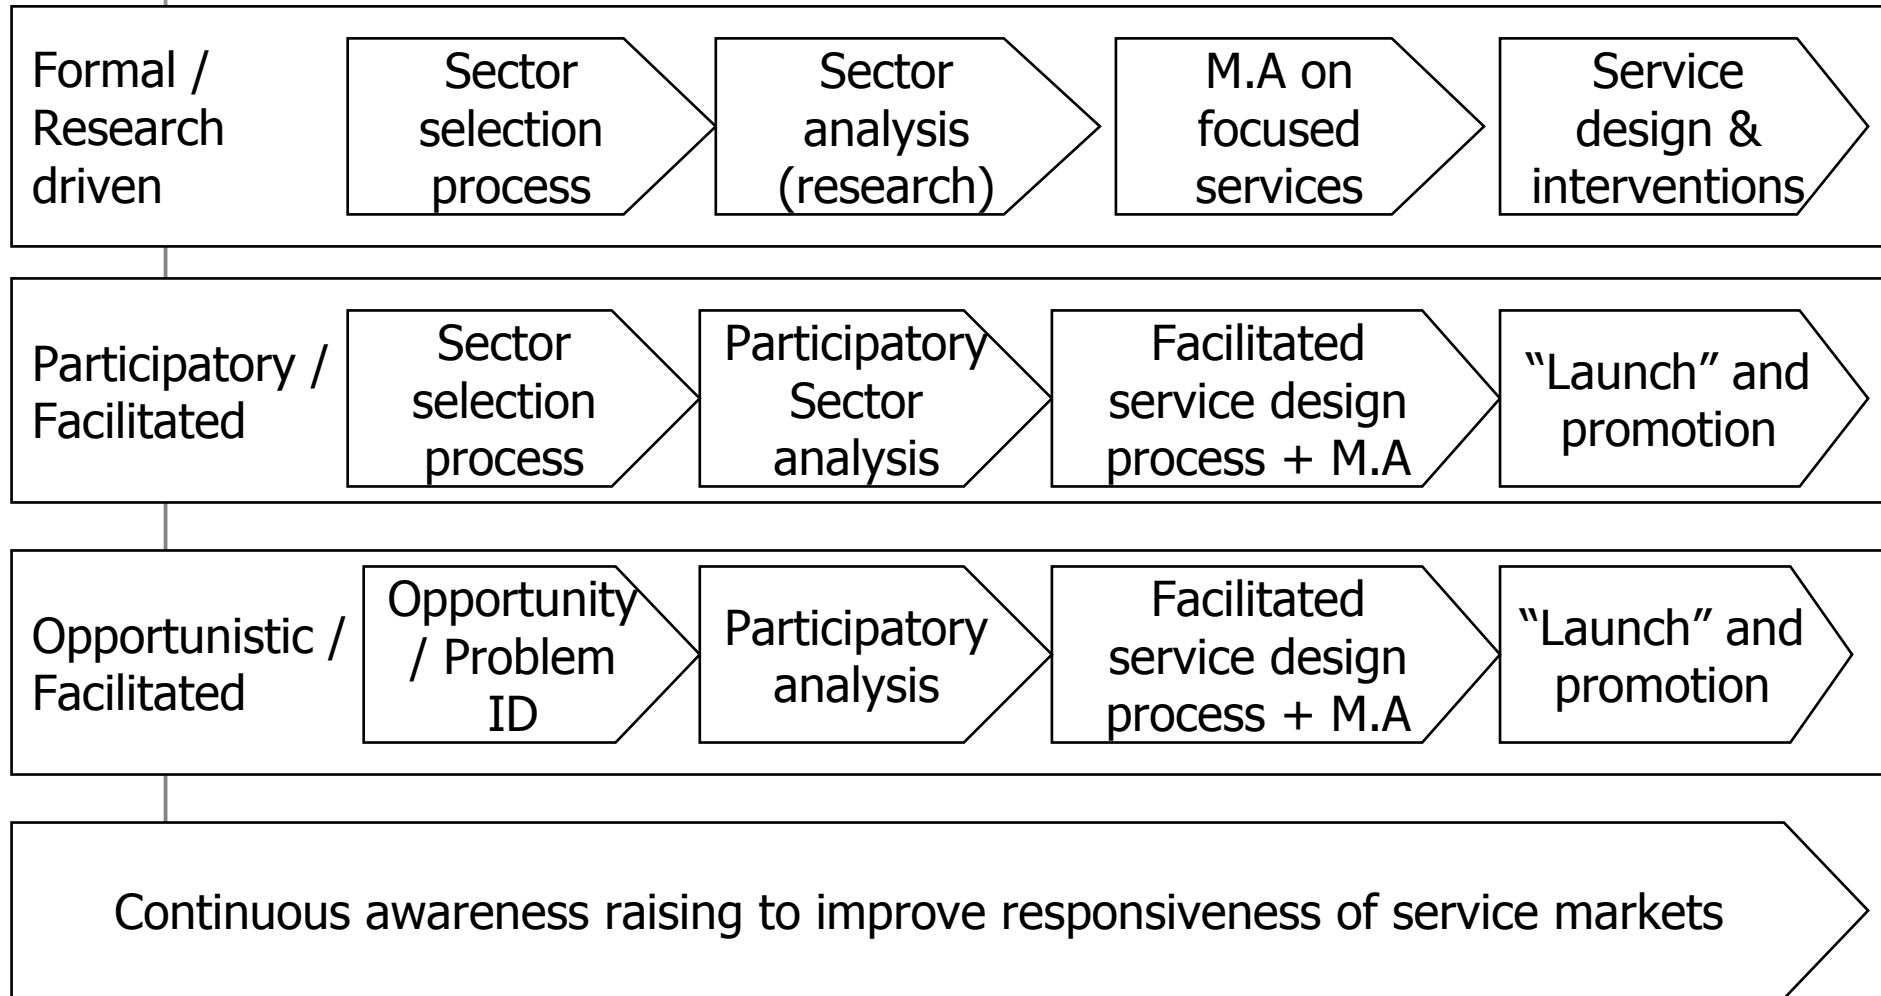 Formal /
Research
driven
Sector
selection
process
Sector
analysis
(research)
M.A on
focused
services
Service
design &
interventions
Participatory /
Facilitated
Sector
selection
process
Participatory
Sector
analysis
Facilitated
service design
process + M.A
“Launch” and
promotion
Opportunistic /
Facilitated
Opportunity
/ Problem
ID
Participatory
analysis
Facilitated
service design
process + M.A
“Launch” and
promotion
Continuous awareness raising to improve responsiveness of service markets